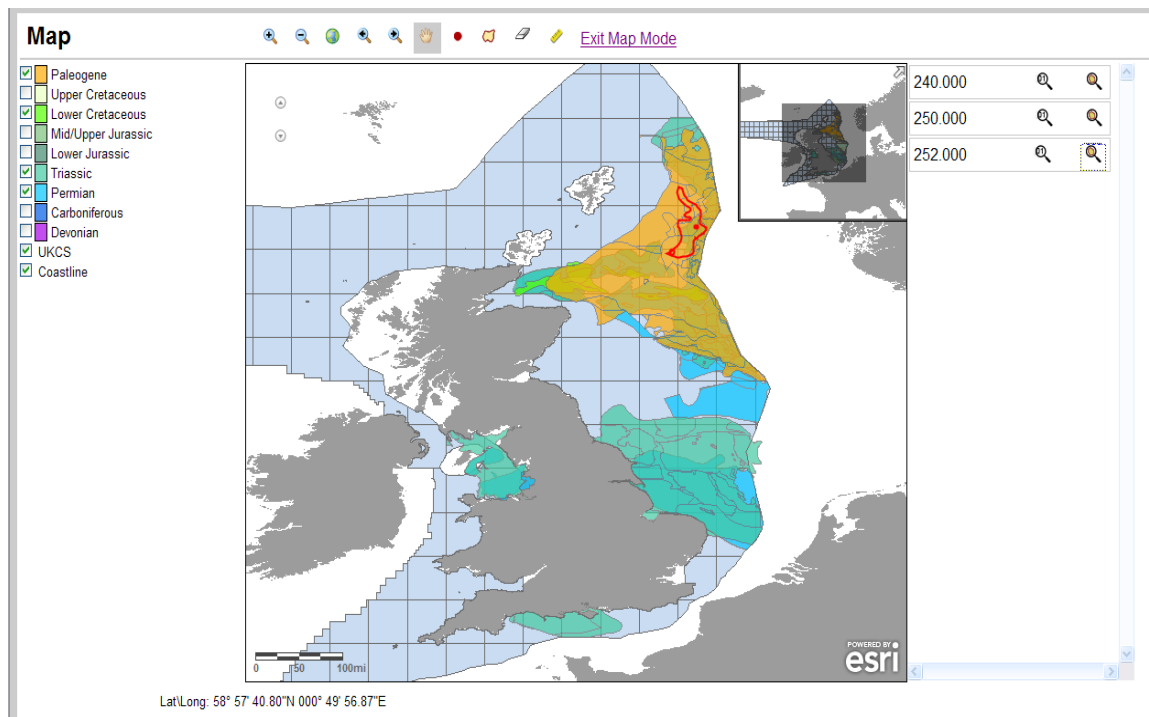 Map
Exit Map Mode
Paleogene
Upper Cretaceous
Lower Cretaceous
Mid/Upper Jurassic
Lower Jurassic
Triassic
Permian
Carboniferous
Devonian
UKCS
Coastline
240.000
250.000
252.000
0 50 100mi
POWERED BY
esri
Lat\Long: 58° 57' 40.80"N 000° 49' 56.87"E